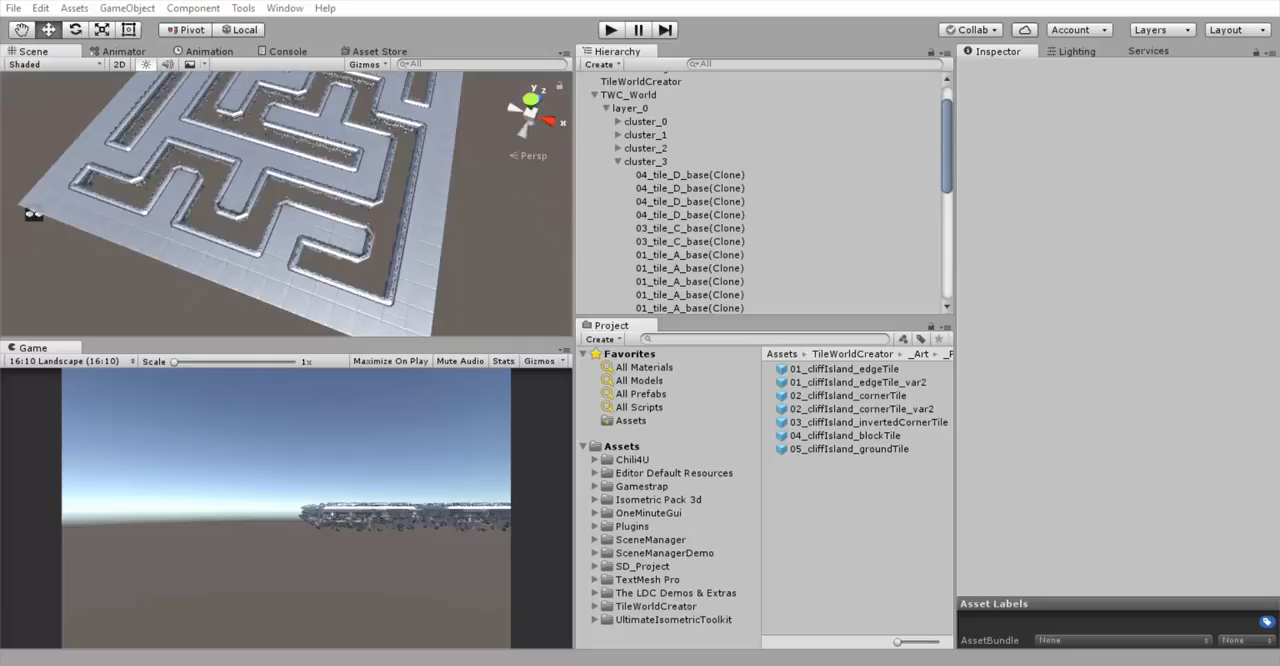 File Edit Assets GameObject Component Tools Window Help
Pivot Local Collab Account Layers Layout
Scene Animator Animation Console Asset Store
Shaded 2D Gizmos All
y z
x
Persp
Game
16:10 Landscape (16:10) Scale 1x Maximize On Play Mute Audio Stats Gizmos
Hierarchy
Create All
TileWorldCreator
TWC_World
layer_0
cluster_0
cluster_1
cluster_2
cluster_3
04_tile_D_base(Clone)
04_tile_D_base(Clone)
04_tile_D_base(Clone)
04_tile_D_base(Clone)
03_tile_C_base(Clone)
03_tile_C_base(Clone)
01_tile_A_base(Clone)
01_tile_A_base(Clone)
01_tile_A_base(Clone)
01_tile_A_base(Clone)
01_tile_A_base(Clone)
Project
Create
Favorites
All Materials
All Models
All Prefabs
All Scripts
Assets
Assets
Chili4U
Editor Default Resources
Gamestrap
Isometric Pack 3d
OneMinuteGui
Plugins
SceneManager
SceneManagerDemo
SD_Project
TextMesh Pro
The LDC Demos & Extras
TileWorldCreator
UltimateIsometricToolkit
Assets TileWorldCreator _Art
01_cliffIsland_edgeTile
01_cliffIsland_edgeTile_var2
02_cliffIsland_cornerTile
02_cliffIsland_cornerTile_var2
03_cliffIsland_invertedCornerTile
04_cliffIsland_blockTile
05_cliffIsland_groundTile
Inspector Lighting Services
Asset Labels
AssetBundle None None